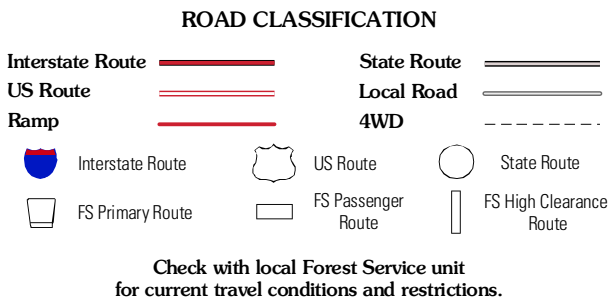 ROAD CLASSIFICATION
Interstate Route
State Route
US Route
Local Road
Ramp
4WD
Interstate Route
US Route
State Route
FS Primary Route
FS Passenger
Route
FS High Clearance
Route
Check with local Forest Service unit
for current travel conditions and restrictions.